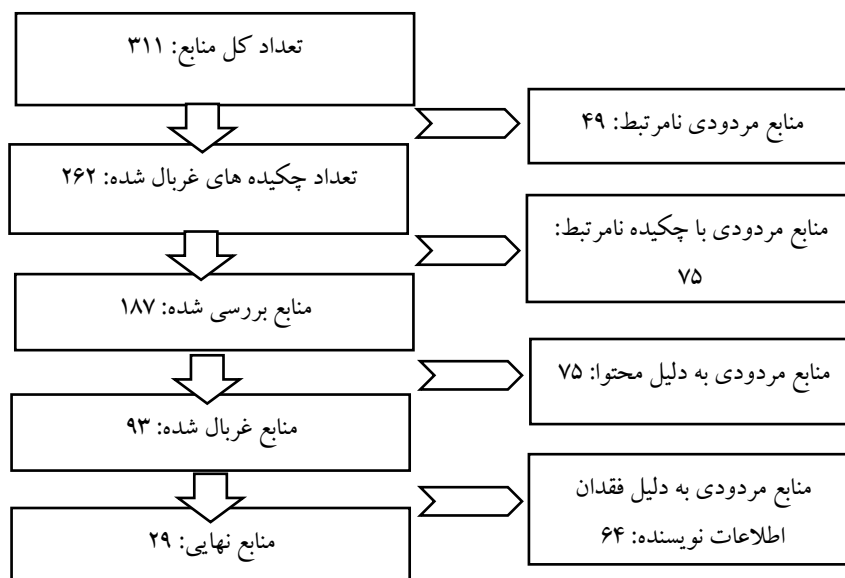 تعداد کل منابع: ۳۱۱
منابع مردودی نامرتبط: ۴۹
تعداد چکیده های غربال شده: ۲۶۲
منابع مردودی با چکیده نامرتبط:
۷۵
منابع بررسی شده: ۱۸۷
منابع مردودی به دلیل محتوا: ۷۵
منابع غربال شده: ۹۳
منابع مردودی به دلیل فقدان
اطلاعات نویسنده: ۶۴
منابع نهایی: ۲۹